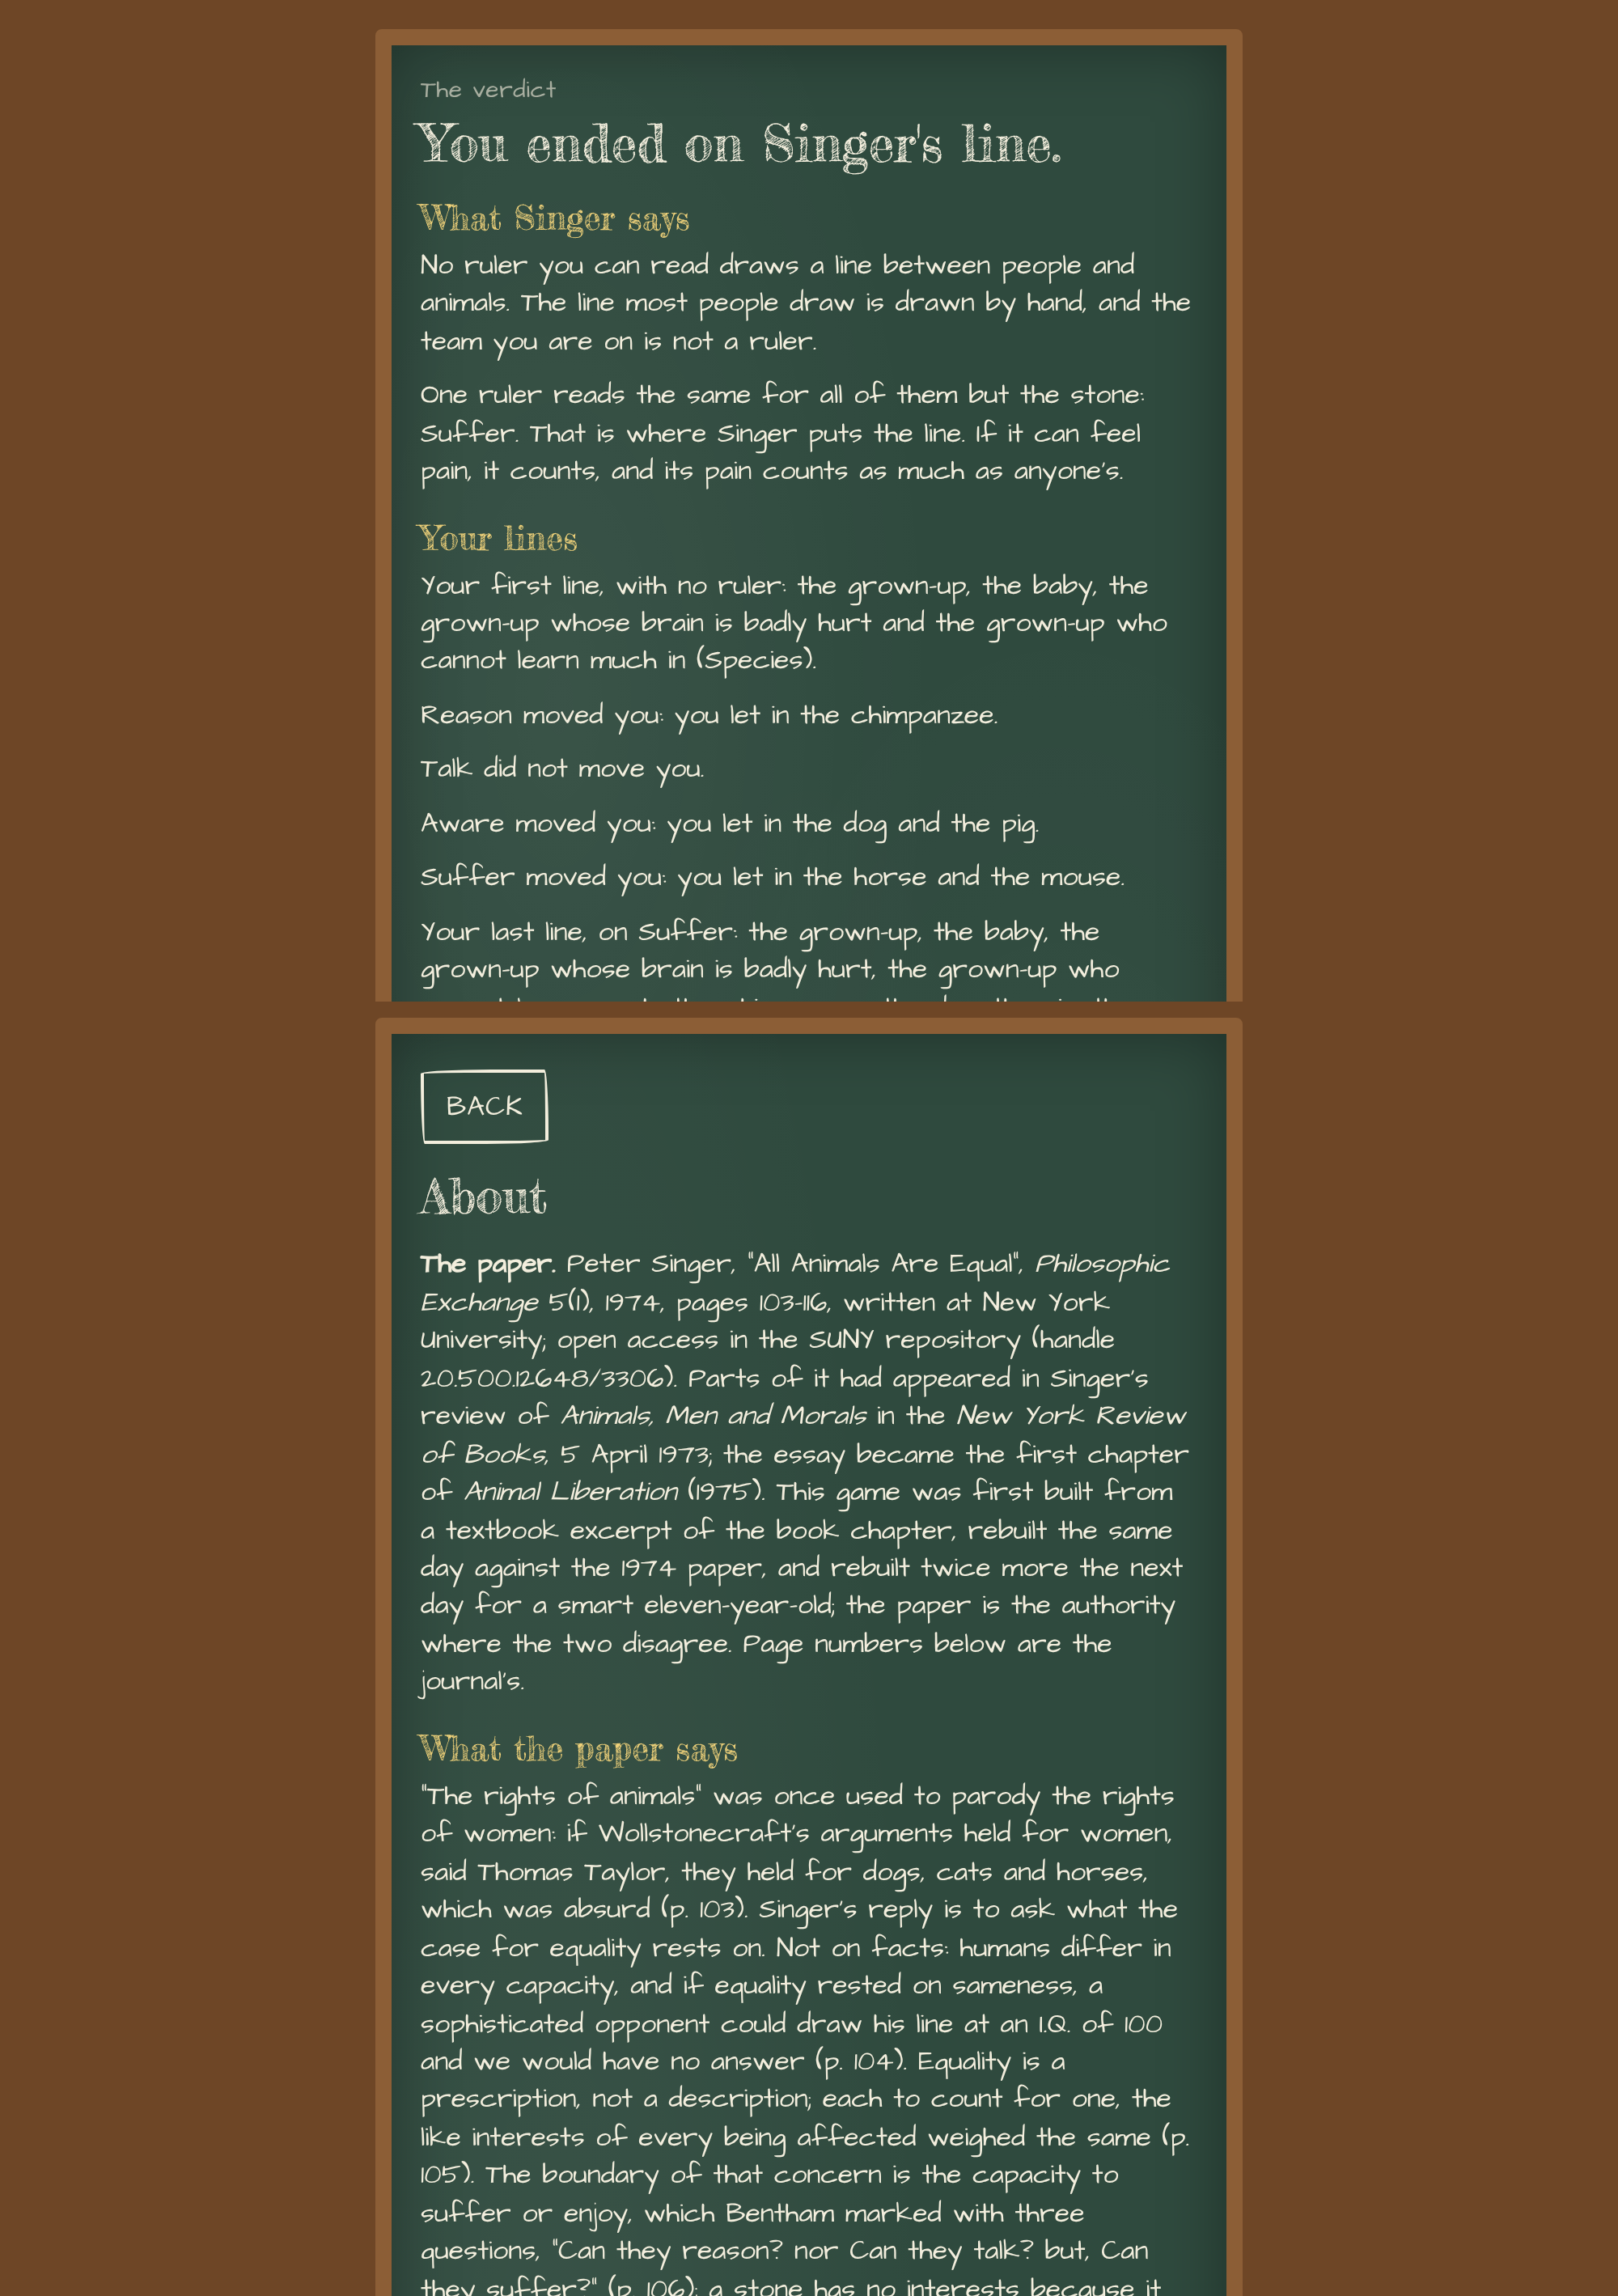 The verdict
You ended on Singer's line.
What Singer says
No ruler you can read draws a line between people and
animals. The line most people draw is drawn by hand, and the
team you are on is not a ruler.
One ruler reads the same for all of them but the stone:
Suffer. That is where Singer puts the line. If it can feel
pain, it counts, and its pain counts as much as anyone's.
Your lines
Your first line, with no ruler: the grown-up, the baby, the
grown-up whose brain is badly hurt and the grown-up who
cannot learn much in (Species).
Reason moved you: you let in the chimpanzee.
Talk did not move you.
Aware moved you: you let in the dog and the pig.
Suffer moved you: you let in the horse and the mouse.
Your last line, on Suffer: the grown-up, the baby, the
grown-up whose brain is badly hurt, the grown-up who
BACK
About
The paper. Peter Singer, "All Animals Are Equal", Philosophic
Exchange 5(1), 1974, pages 103-116, written at New York
University; open access in the SUNY repository (handle
20.500.12648/3306). Parts of it had appeared in Singer's
review of Animals, Men and Morals in the New York Review
of Books, 5 April 1973; the essay became the first chapter
of Animal Liberation (1975). This game was first built from
a textbook excerpt of the book chapter, rebuilt the same
day against the 1974 paper, and rebuilt twice more the next
day for a smart eleven-year-old; the paper is the authority
where the two disagree. Page numbers below are the
journal's.
What the paper says
"The rights of animals" was once used to parody the rights
of women: if Wollstonecraft's arguments held for women,
said Thomas Taylor, they held for dogs, cats and horses,
which was absurd (p. 103). Singer's reply is to ask what the
case for equality rests on. Not on facts: humans differ in
every capacity, and if equality rested on sameness, a
sophisticated opponent could draw his line at an I.Q. of 100
and we would have no answer (p. 104). Equality is a
prescription, not a description; each to count for one, the
like interests of every being affected weighed the same (p.
105). The boundary of that concern is the capacity to
suffer or enjoy, which Bentham marked with three
questions, "Can they reason? nor Can they talk? but, Can
they suffer?" (p. 106); a stone has no interests because it